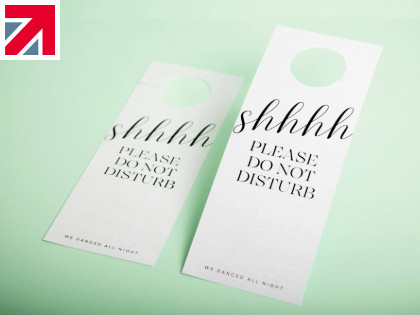 shhhh
PLEASE
DO NOT
DISTURB
WE DANCED ALL NIGHT
shhhh
PLEASE
DO NOT
DISTURB
WE DANCED ALL NIGHT